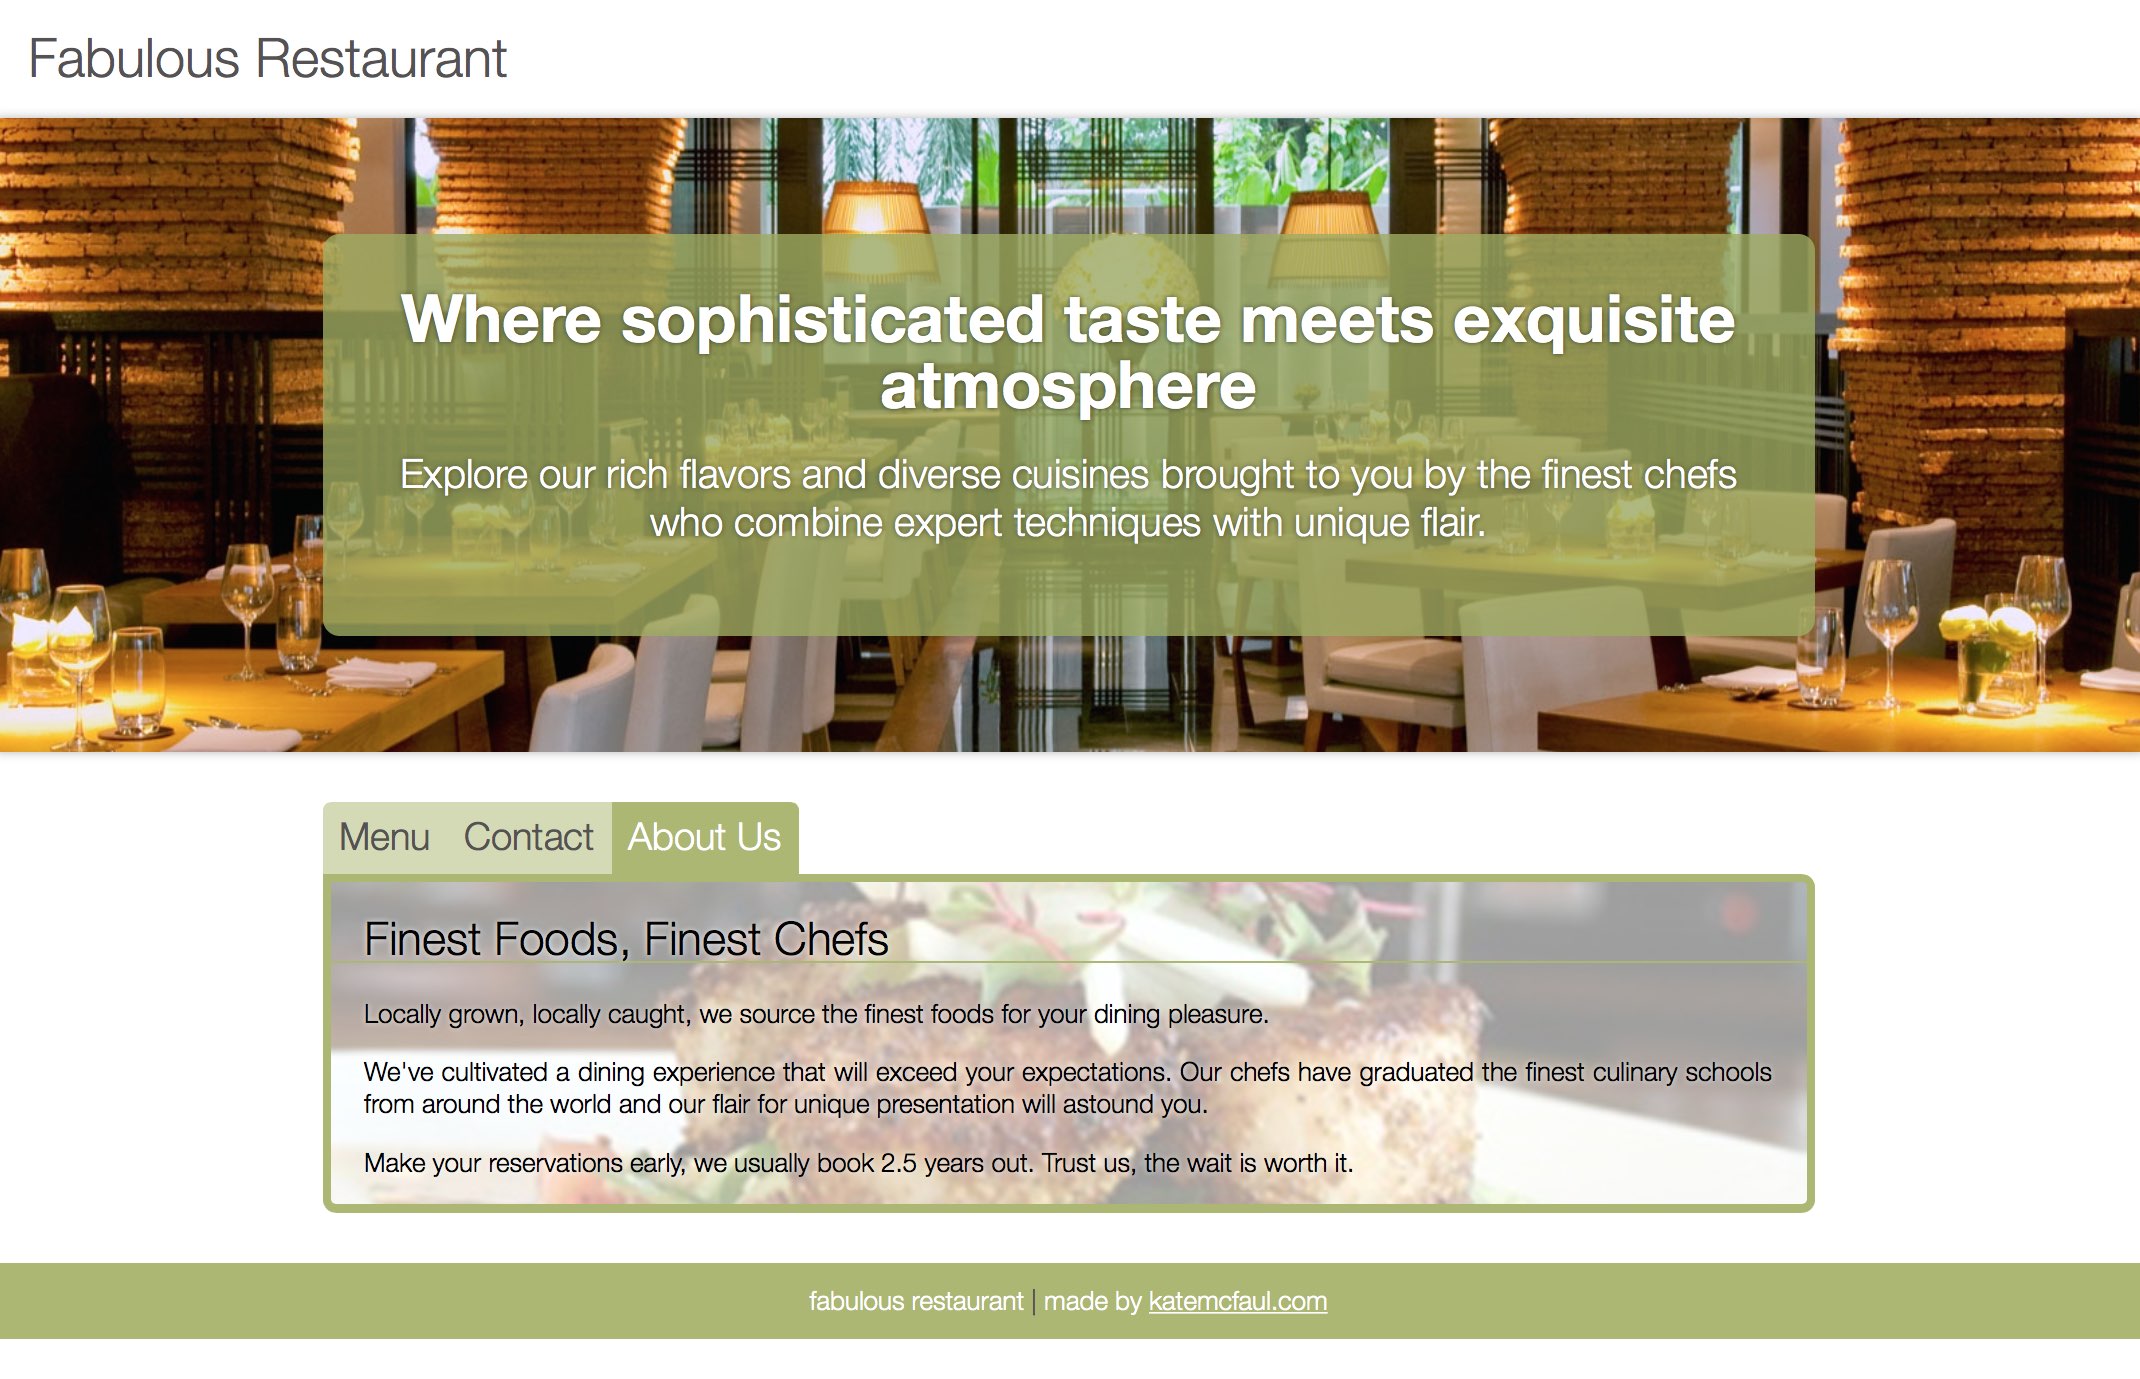 Fabulous Restaurant
Where sophisticated taste meets exquisite
atmosphere
Explore our rich flavors and diverse cuisines brought to you by the finest chefs
who combine expert techniques with unique flair.
Menu Contact About Us
Finest Foods, Finest Chefs
Locally grown, locally caught, we source the finest foods for your dining pleasure.
We've cultivated a dining experience that will exceed your expectations. Our chefs have graduated the finest culinary schools
from around the world and our flair for unique presentation will astound you.
Make your reservations early, we usually book 2.5 years out. Trust us, the wait is worth it.
fabulous restaurant | made by katemcfaul.com